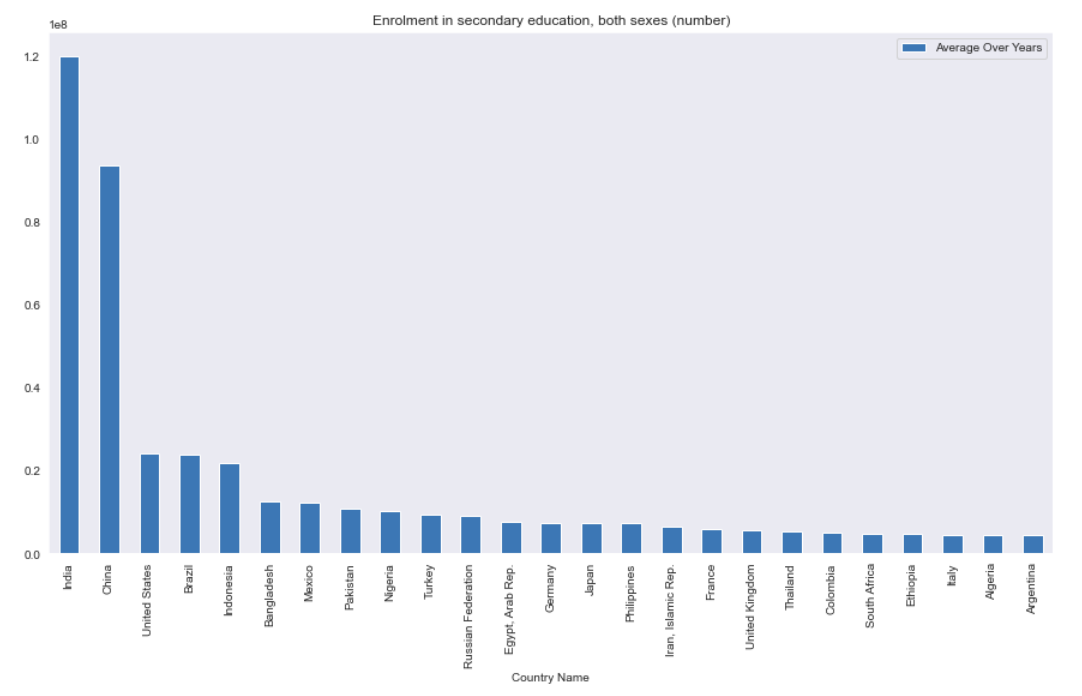 Enrolment in secondary education, both sexes (number)
1e8
Average Over Years
1.2
1.0
0.8
0.6
0.4
0.2
0.0
India
China
United States
Brazil
Indonesia
Bangladesh
Mexico
Pakistan
Nigeria
Turkey
Russian Federation
Egypt, Arab Rep.
Germany
Japan
Philippines
Iran, Islamic Rep.
France
United Kingdom
Thailand
Colombia
South Africa
Ethiopia
Italy
Algeria
Argentina
Country Name